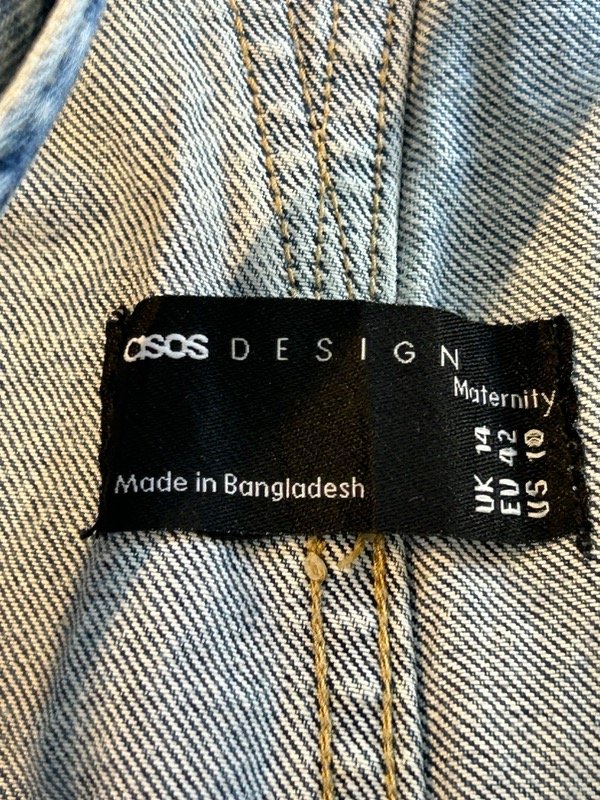 asos DESIGN
Maternity
Made in Bangladesh
UK 14
EU 42
US 10